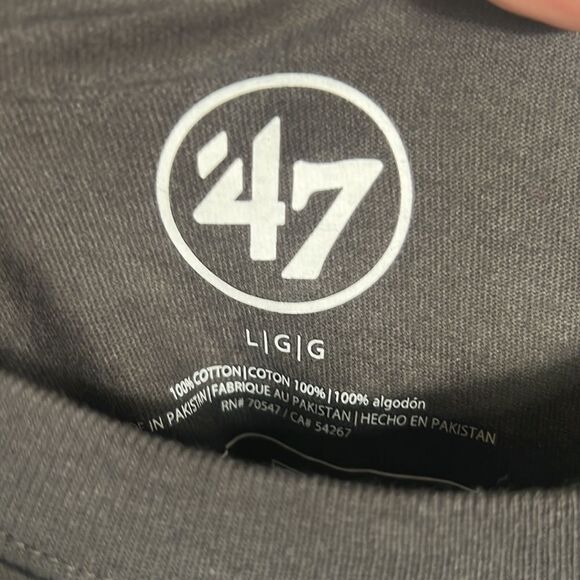 '47
L|G|G
100% COTTON|COTON 100%|100% algodón
IN PAKISTAN|FABRIQUE AU PAKISTAN|HECHO EN PAKISTAN
RN# 70547 / CA# 54267